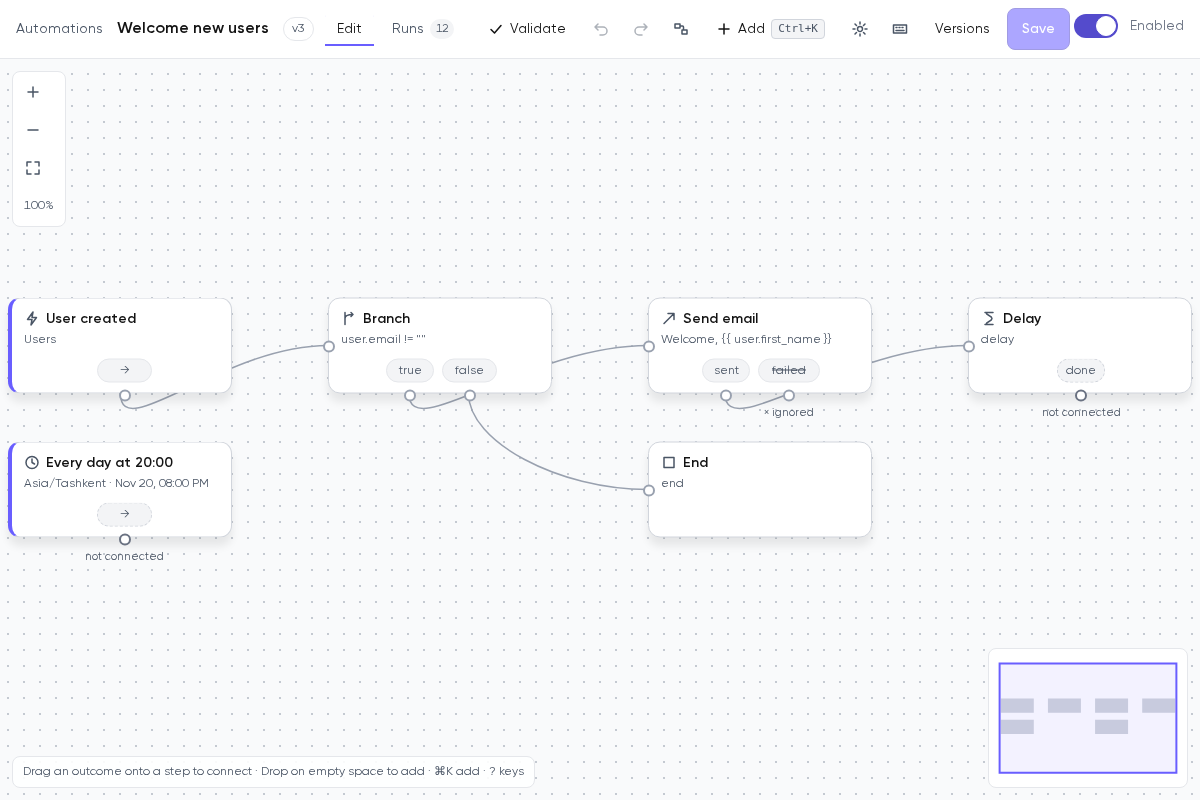 Automations Welcome new users v3 Edit Runs 12 Validate Add Ctrl+K Versions Save Enabled
100%
User created
Users
→
Branch
user.email != ""
true false
Send email
Welcome, {{ user.first_name }}
sent failed
× ignored
Delay
delay
done
not connected
Every day at 20:00
Asia/Tashkent · Nov 20, 08:00 PM
→
not connected
End
end
Drag an outcome onto a step to connect · Drop on empty space to add · ⌘K add · ? keys